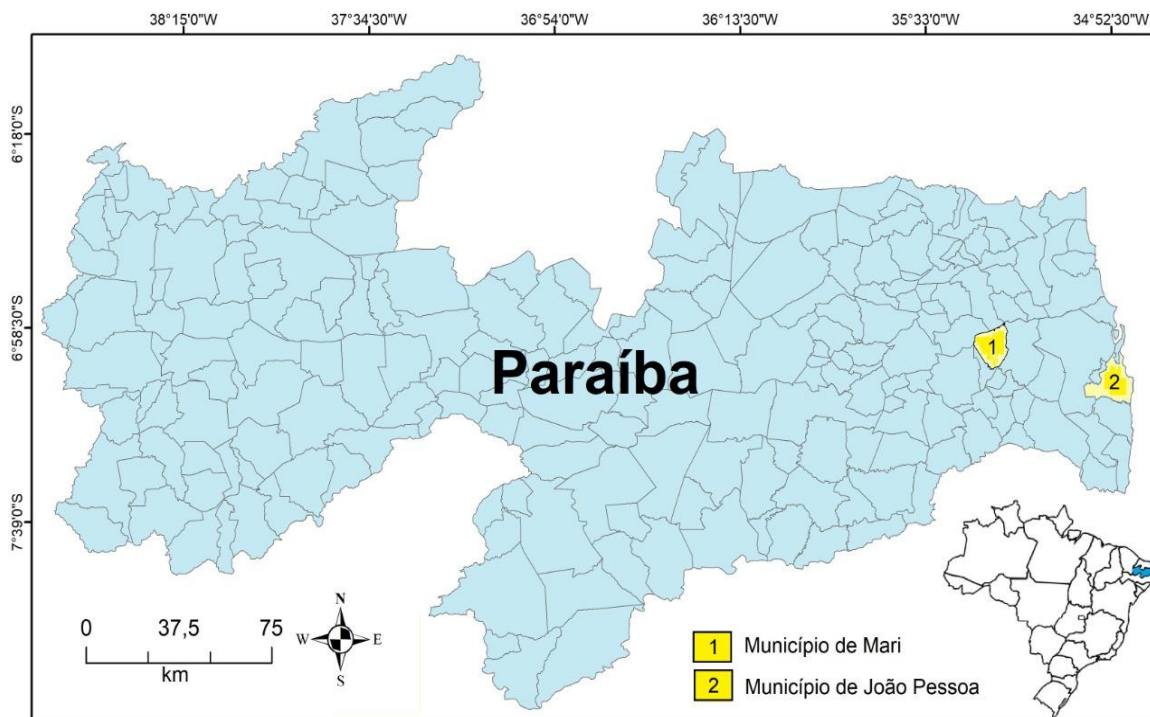 38°15'0"W 37°34'30"W 36°54'0"W 36°13'30"W 35°33'0"W 34°52'30"W
6°18'0"S
6°58'30"S
7°39'0"S
1
2
Paraíba
N
W E
S
0 37,5 75
km
1 Município de Mari
2 Município de João Pessoa